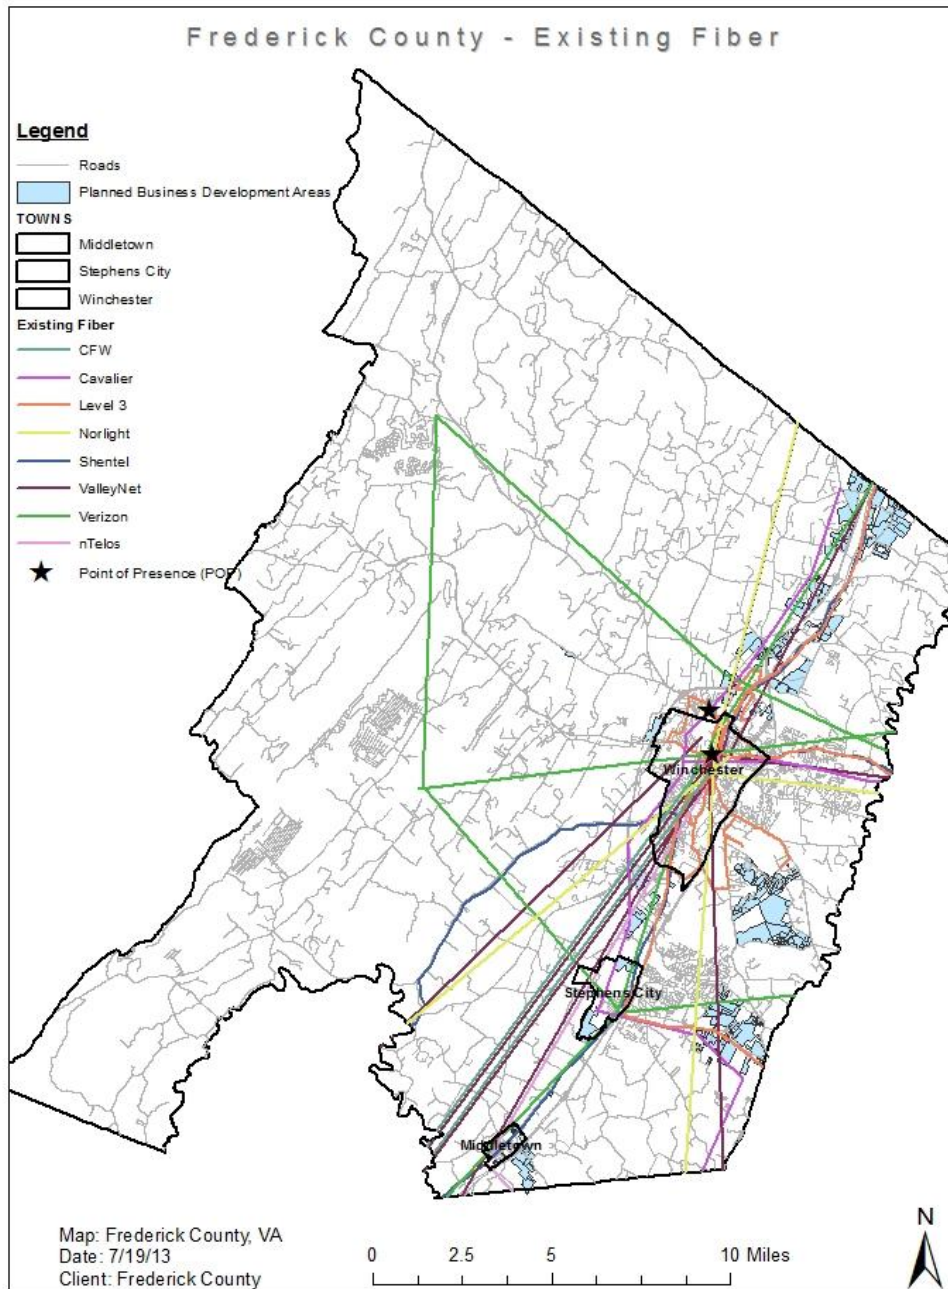 Frederick County - Existing Fiber
Legend
Roads
Planned Business Development Areas
TOWNS
Middletown
Stephens City
Winchester
Existing Fiber
CFW
Cavalier
Level 3
Norlight
Shentel
ValleyNet
Verizon
nTelos
Point of Presence (POP)
Winchester
Stephens City
Middletown
Map: Frederick County, VA
Date: 7/19/13
Client: Frederick County
0 2.5 5 10 Miles
N